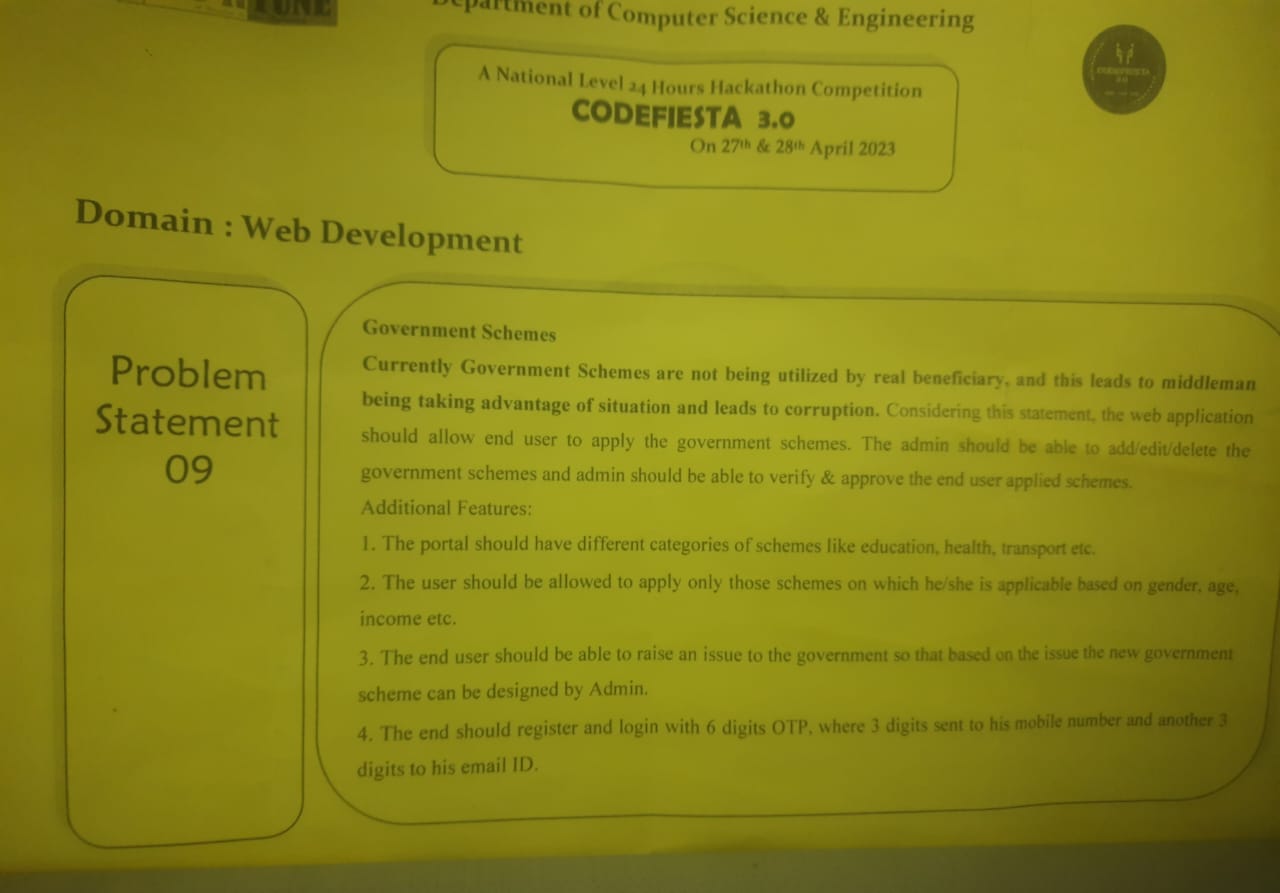 Department of Computer Science & Engineering
A National Level 24 Hours Hackathon Competition
CODEFIESTA 3.0
On 27th & 28th April 2023
Domain : Web Development
Problem
Statement
09
Government Schemes
Currently Government Schemes are not being utilized by real beneficiary, and this leads to middleman
being taking advantage of situation and leads to corruption. Considering this statement, the web application
should allow end user to apply the government schemes. The admin should be able to add/edit/delete the
government schemes and admin should be able to verify & approve the end user applied schemes.
Additional Features:
1. The portal should have different categories of schemes like education, health, transport etc.
2. The user should be allowed to apply only those schemes on which he/she is applicable based on gender, age,
income etc.
3. The end user should be able to raise an issue to the government so that based on the issue the new government
scheme can be designed by Admin.
4. The end should register and login with 6 digits OTP, where 3 digits sent to his mobile number and another 3
digits to his email ID.